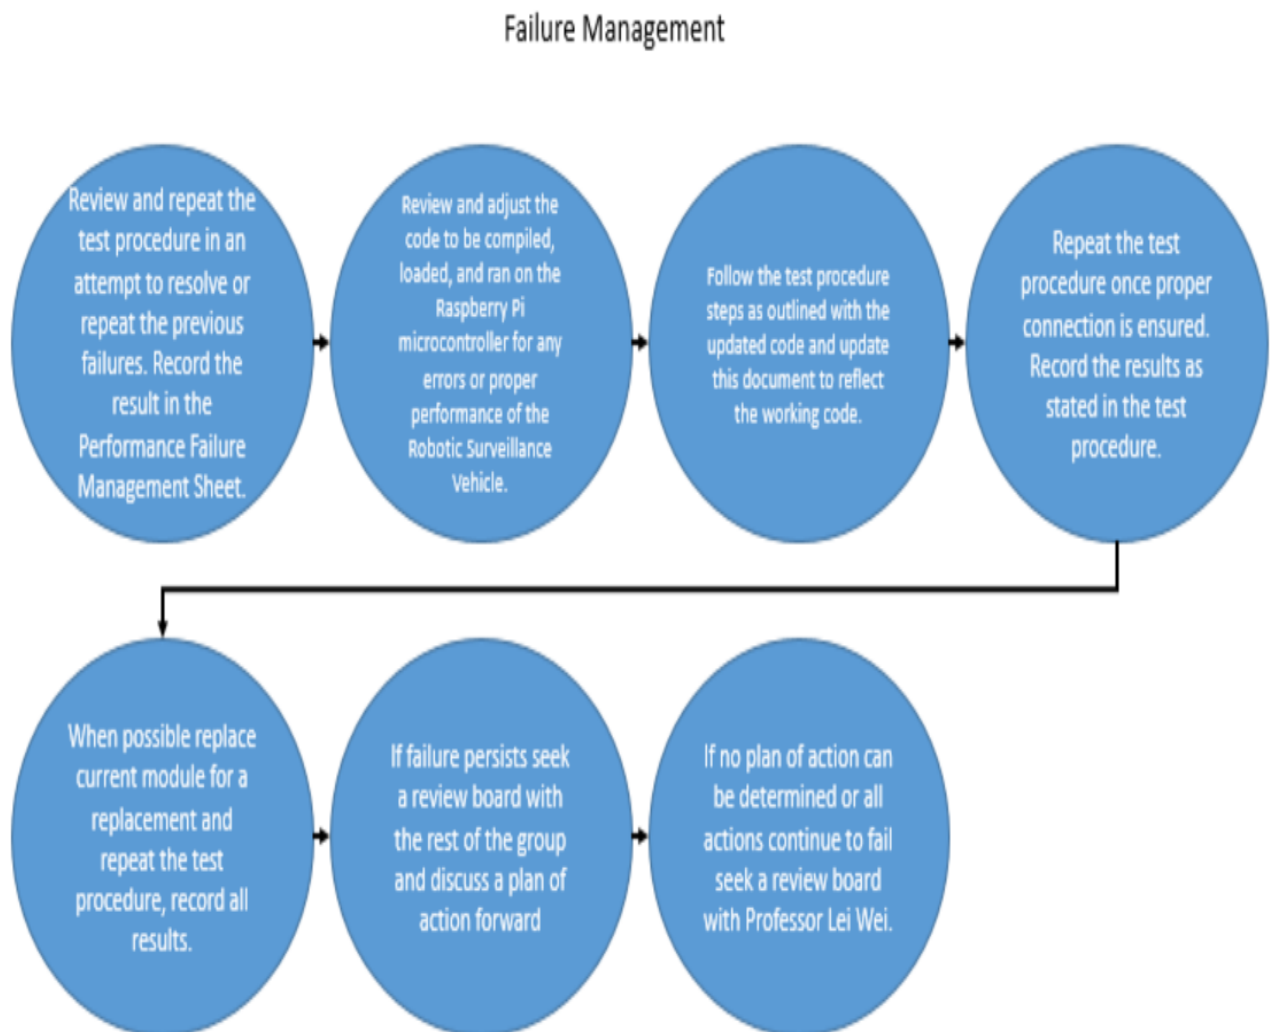 Failure Management
Review and repeat the
test procedure in an
attempt to resolve or
repeat the previous
failures. Record the
result in the
Performance Failure
Management Sheet.
Review and adjust the
code to be compiled,
loaded, and ran on the
Raspberry Pi
microcontroller for any
errors or proper
performance of the
Robotic Surveillance
Vehicle.
Follow the test procedure
steps as outlined with the
updated code and update
this document to reflect
the working code.
Repeat the test
procedure once proper
connection is ensured.
Record the results as
stated in the test
procedure.
When possible replace
current module for a
replacement and
repeat the test
procedure, record all
results.
If failure persists seek
a review board with
the rest of the group
and discuss a plan of
action forward
If no plan of action can
be determined or all
actions continue to fail
seek a review board
with Professor Lei Wei.